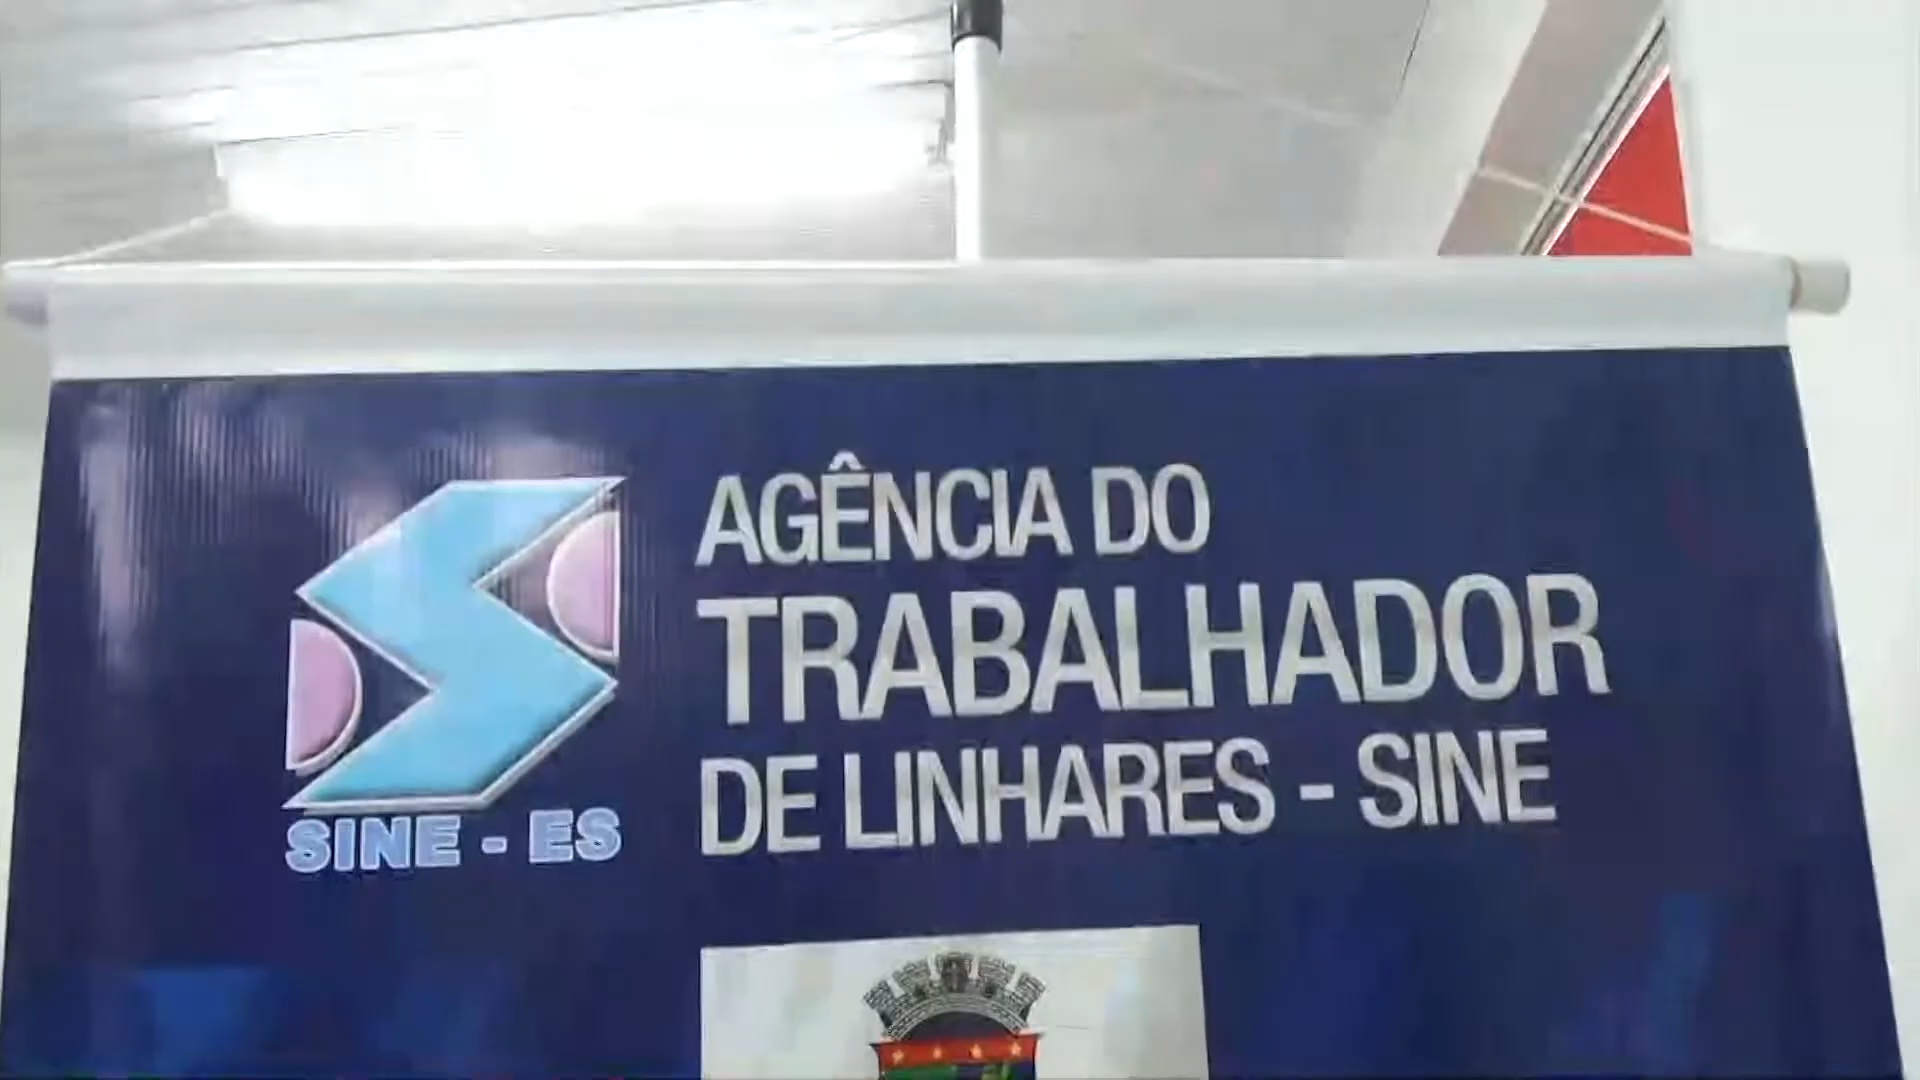 AGÊNCIA DO
TRABALHADOR
DE LINHARES - SINE
SINE - ES